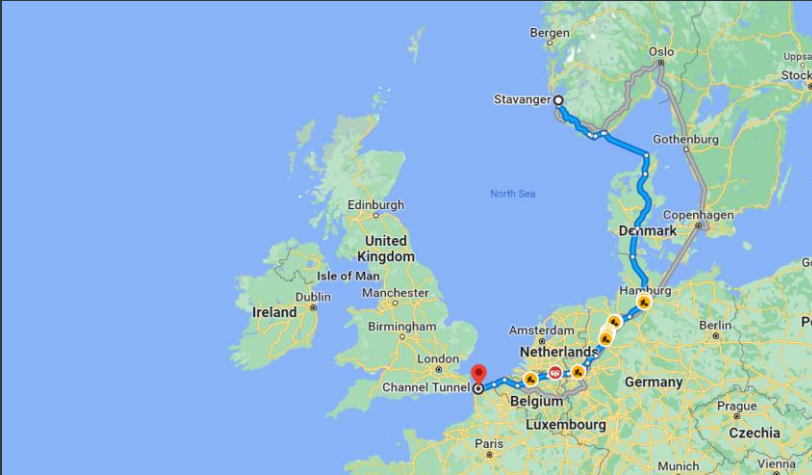 Bergen
Oslo
Uppsa
Stock
Stavanger
Gothenburg
North Sea
Edinburgh
Copenhagen
Denmark
United
Kingdom
Isle of Man
Hamburg
Dublin
Manchester
Ireland
Birmingham
Amsterdam
Berlin
Netherlands
London
Channel Tunnel
Germany
Belgium
Prague
Luxembourg
Czechia
Paris
Munich
Vienna